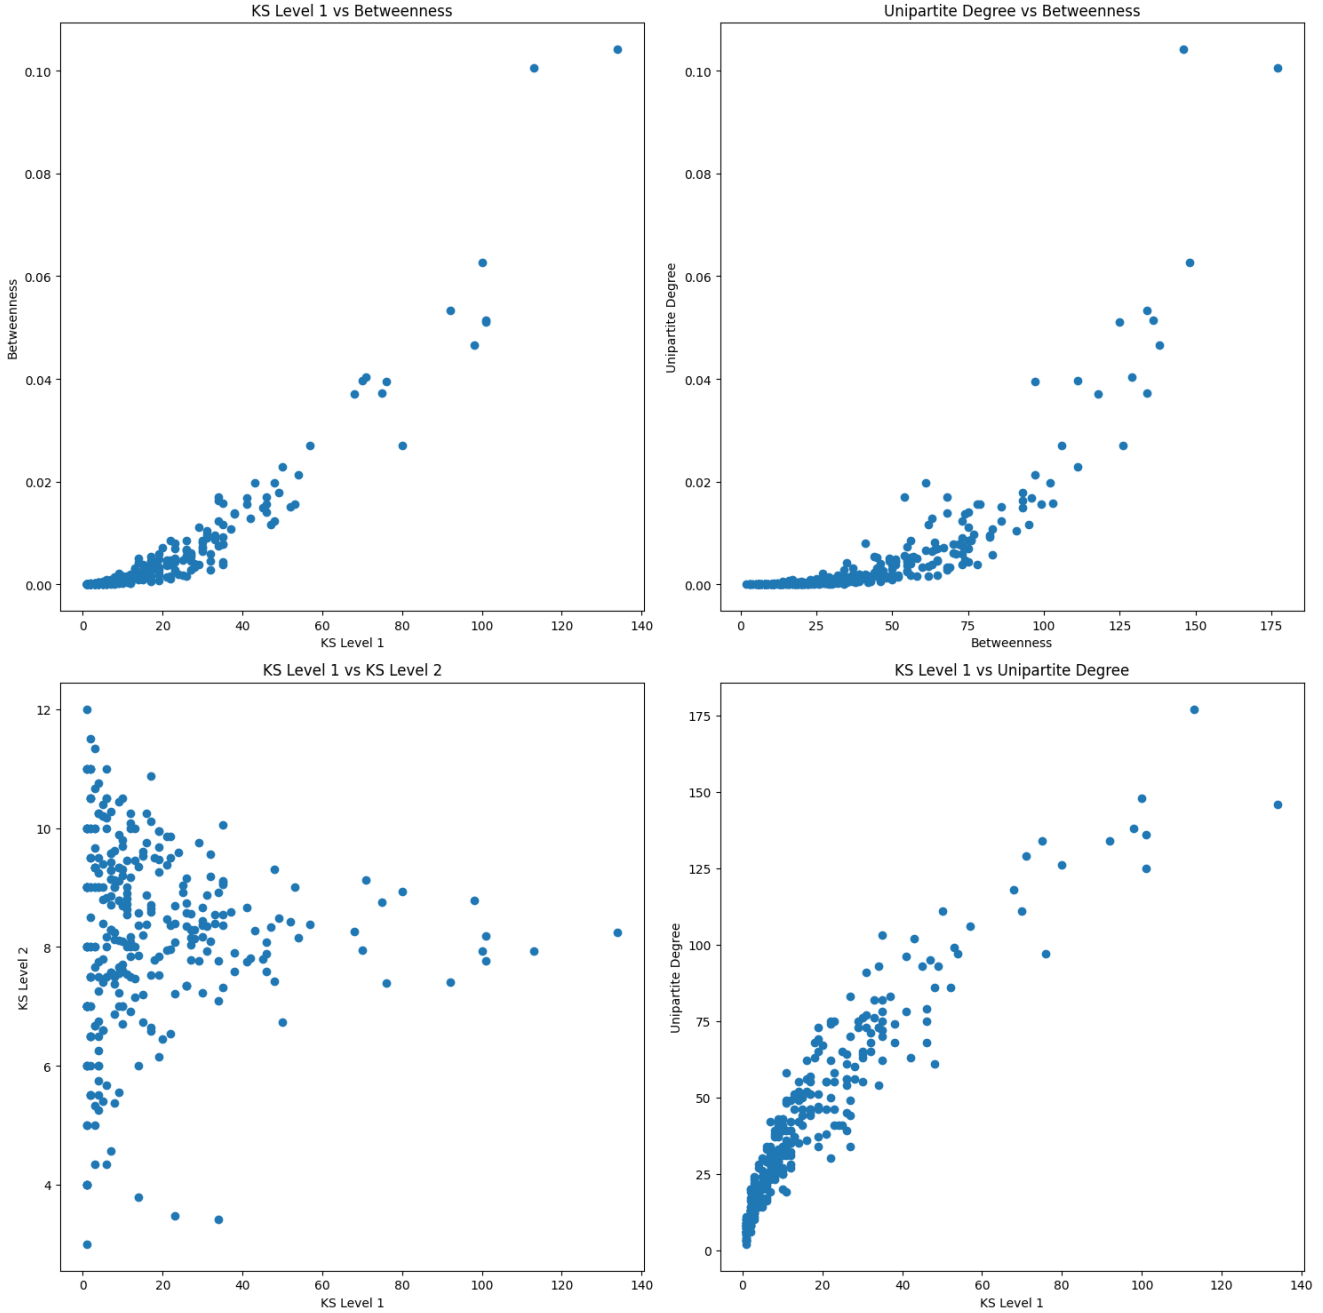 KS Level 1 vs Betweenness
0.10
0.08
0.06
0.04
0.02
0.00
Betweenness
0 20 40 60 80 100 120 140
KS Level 1
Unipartite Degree vs Betweenness
0.10
0.08
0.06
0.04
0.02
0.00
Unipartite Degree
0 25 50 75 100 125 150 175
Betweenness
KS Level 1 vs KS Level 2
12
10
8
6
4
KS Level 2
0 20 40 60 80 100 120 140
KS Level 1
KS Level 1 vs Unipartite Degree
175
150
125
100
75
50
25
0
Unipartite Degree
0 20 40 60 80 100 120 140
KS Level 1